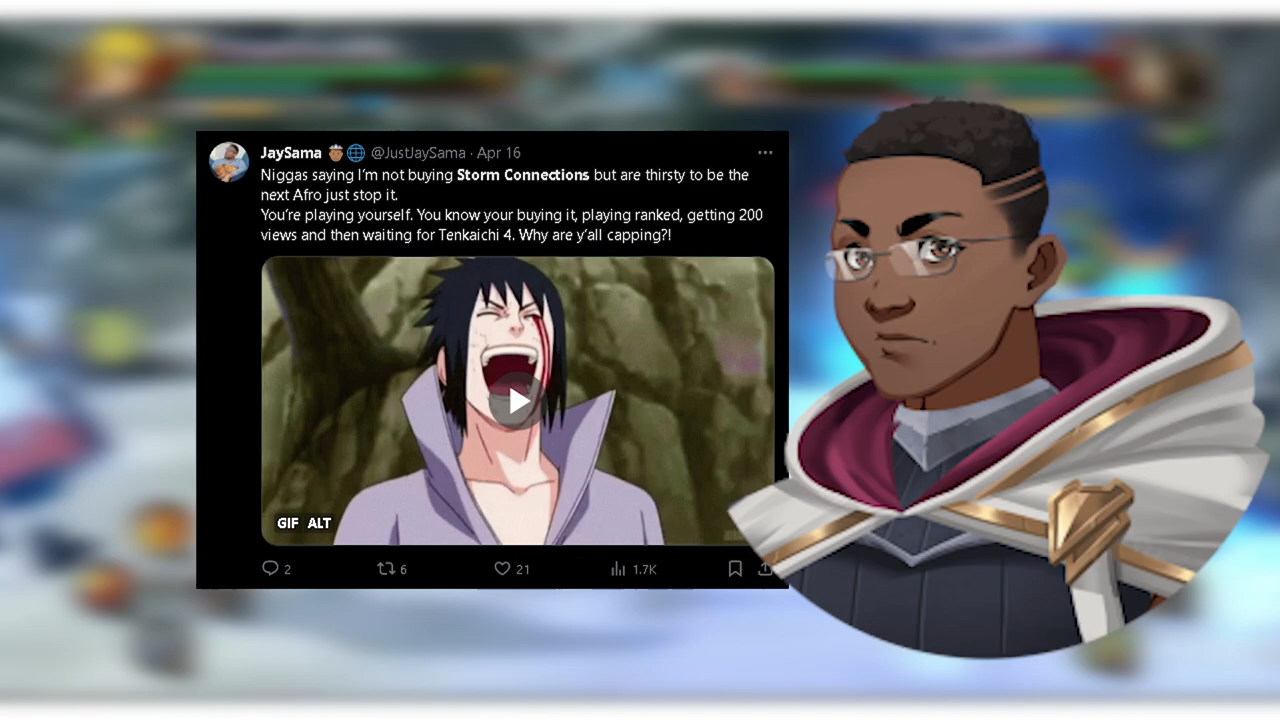 JaySama @JustJaySama · Apr 16
Niggas saying I'm not buying Storm Connections but are thirsty to be the
next Afro just stop it.
You're playing yourself. You know your buying it, playing ranked, getting 200
views and then waiting for Tenkaichi 4. Why are y'all capping?!
GIF ALT
2 6 21 1.7K